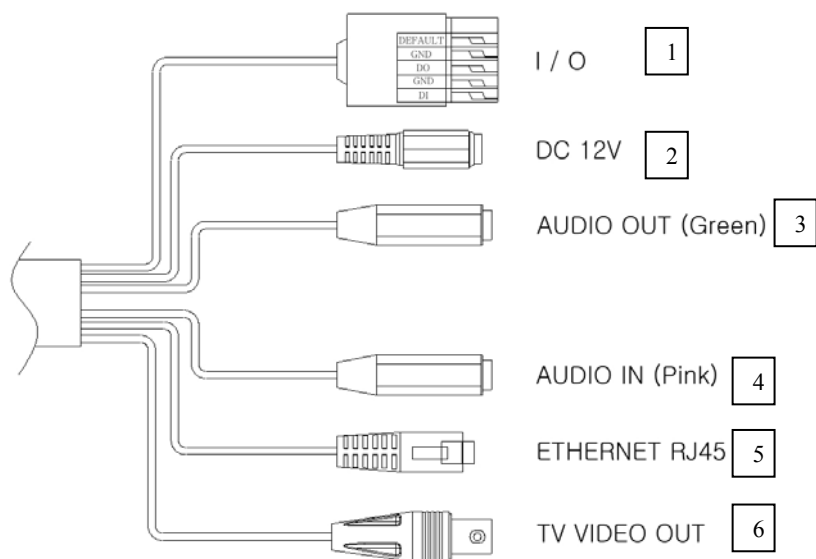 DEFAULT
GND
DO
GND
DI
I / O 1
DC 12V 2
AUDIO OUT (Green) 3
AUDIO IN (Pink) 4
ETHERNET RJ45 5
TV VIDEO OUT 6